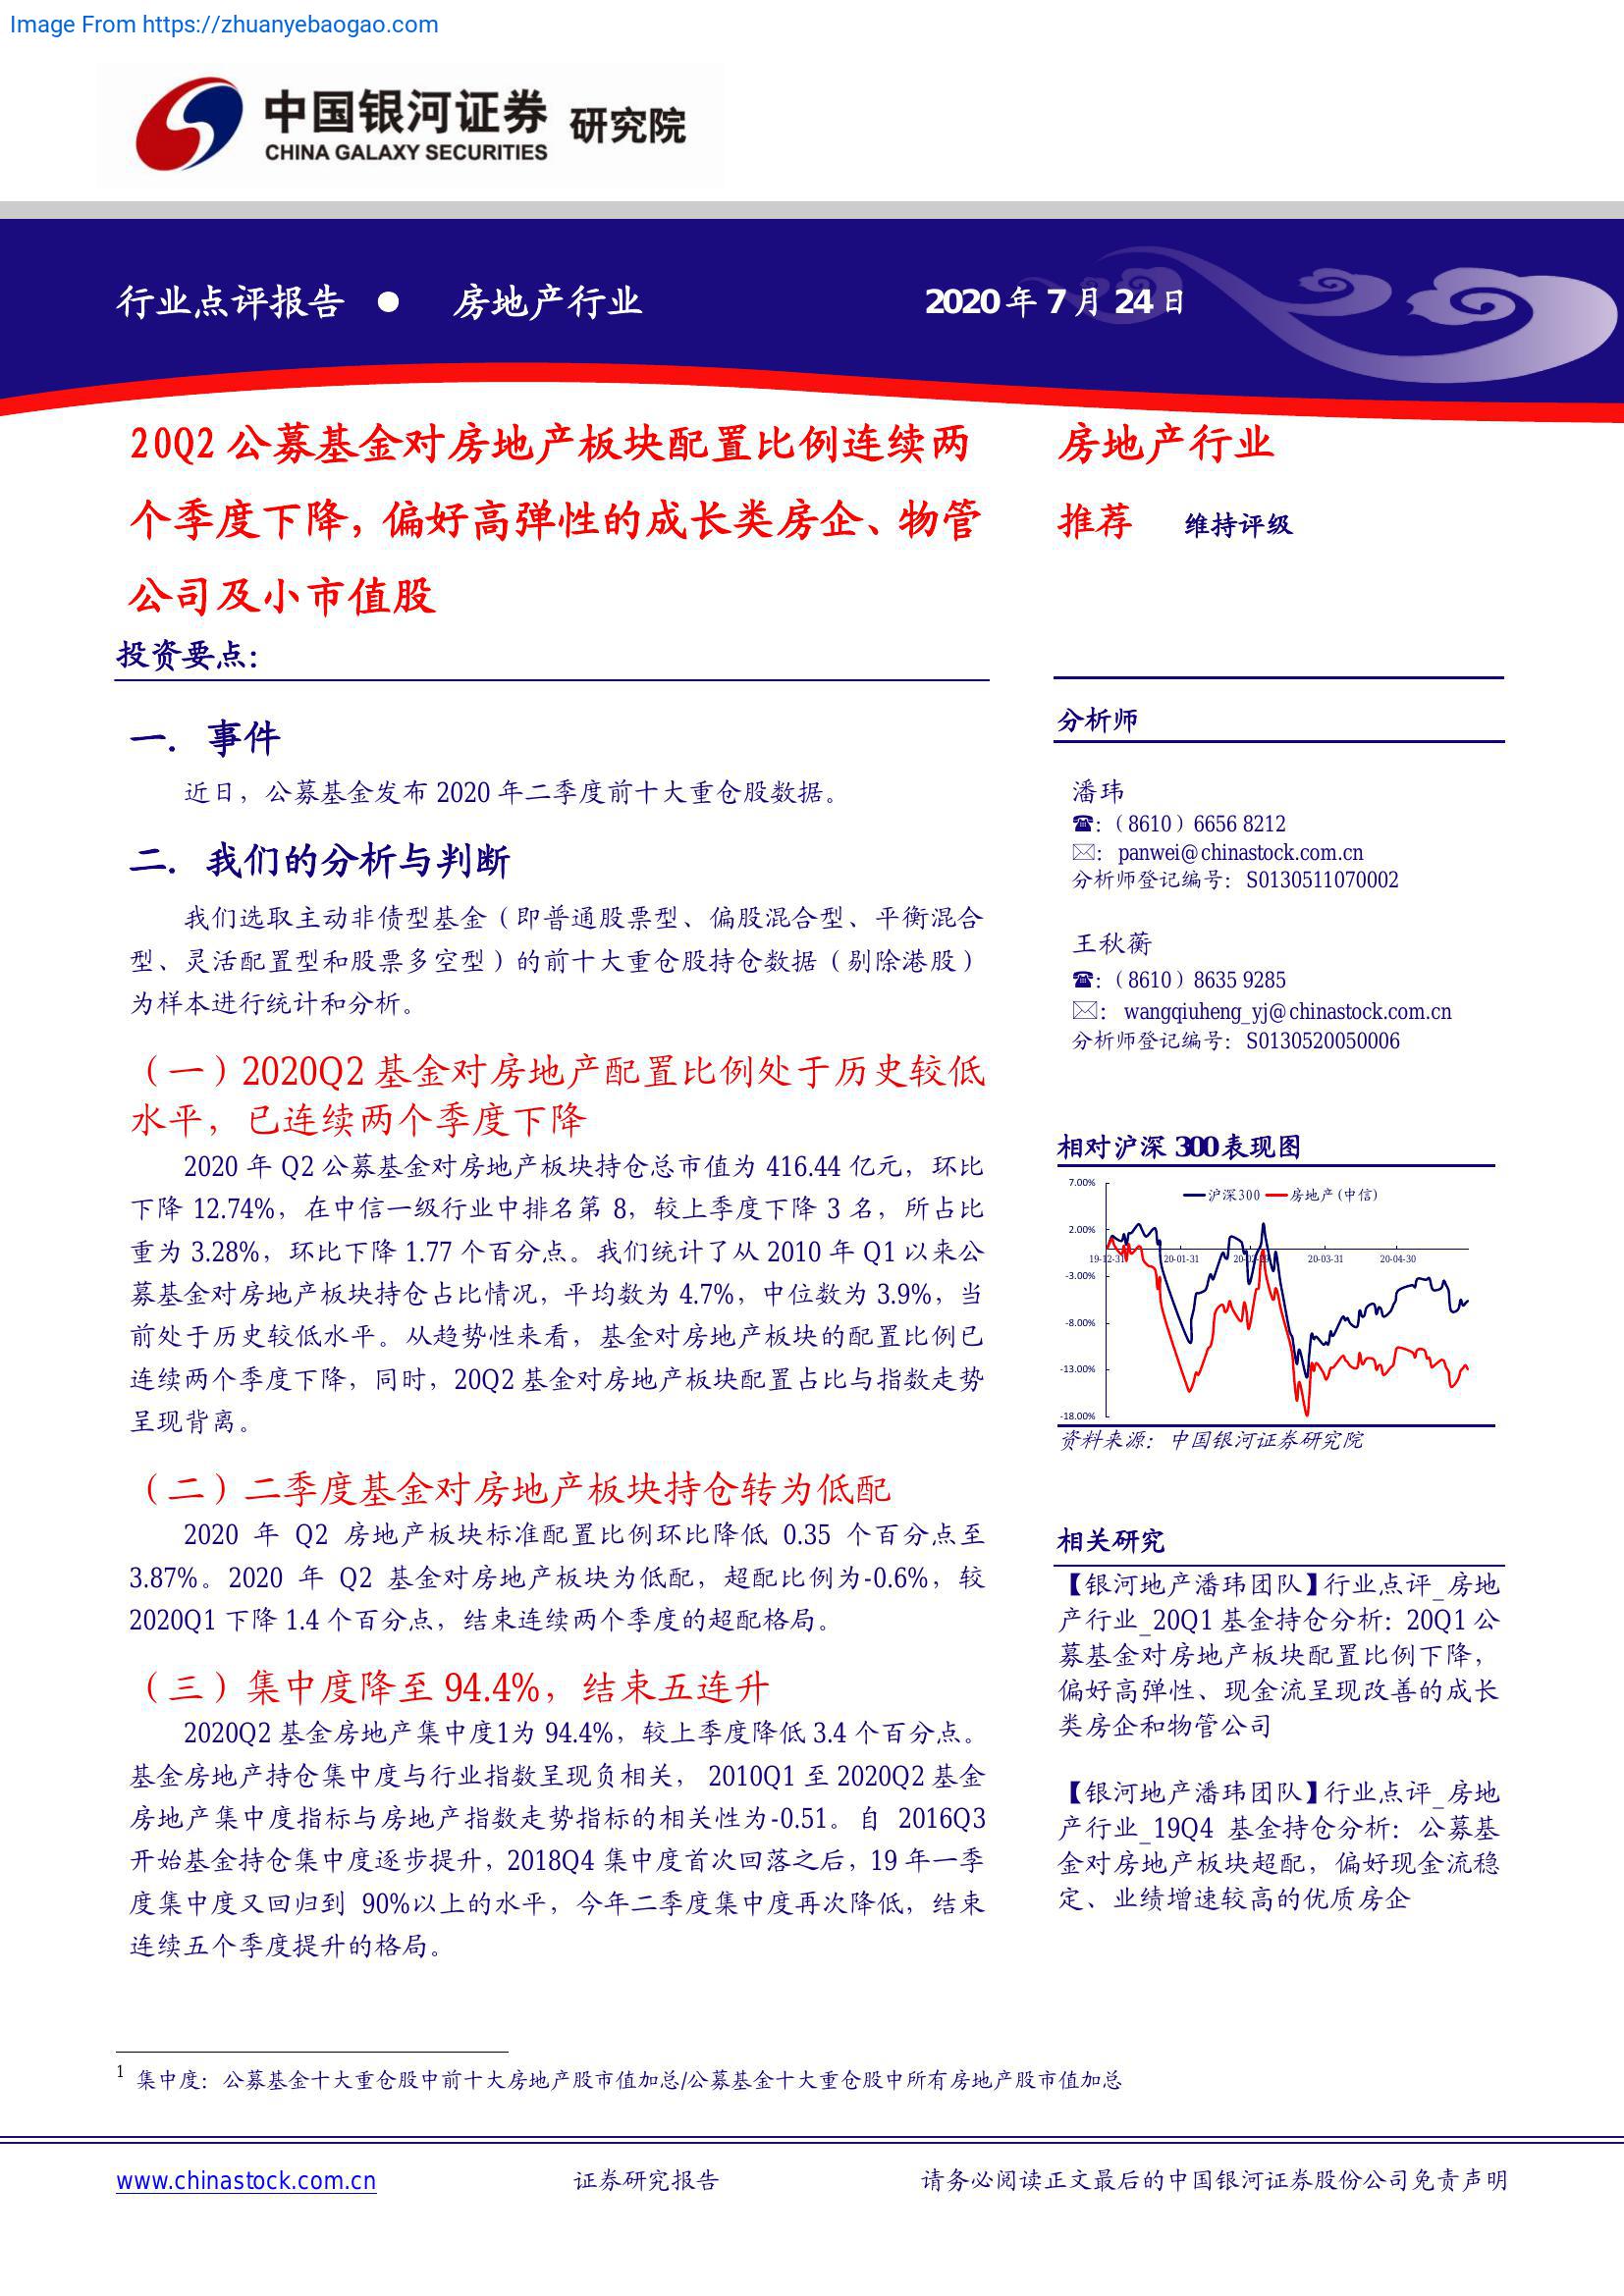 Image From https://zhuanyebaogao.com
中国银河证券 研究院
CHINA GALAXY SECURITIES
行业点评报告 ● 房地产行业
2020 年 7 月 24 日
20Q2 公募基金对房地产板块配置比例连续两
个季度下降，偏好高弹性的成长类房企、物管
公司及小市值股
投资要点：
一. 事件
近日，公募基金发布 2020 年二季度前十大重仓股数据。
二. 我们的分析与判断
我们选取主动非债型基金（即普通股票型、偏股混合型、平衡混合
型、灵活配置型和股票多空型）的前十大重仓股持仓数据（剔除港股）
为样本进行统计和分析。
（一）2020Q2 基金对房地产配置比例处于历史较低
水平，已连续两个季度下降
2020 年 Q2 公募基金对房地产板块持仓总市值为 416.44 亿元，环比
下降 12.74%，在中信一级行业中排名第 8，较上季度下降 3 名，所占比
重为 3.28%，环比下降 1.77 个百分点。我们统计了从 2010 年 Q1 以来公
募基金对房地产板块持仓占比情况，平均数为 4.7%，中位数为 3.9%，当
前处于历史较低水平。从趋势性来看，基金对房地产板块的配置比例已
连续两个季度下降，同时，20Q2 基金对房地产板块配置占比与指数走势
呈现背离。
（二）二季度基金对房地产板块持仓转为低配
2020 年 Q2 房地产板块标准配置比例环比降低 0.35 个百分点至
3.87%。2020 年 Q2 基金对房地产板块为低配，超配比例为-0.6%，较
2020Q1 下降 1.4 个百分点，结束连续两个季度的超配格局。
（三）集中度降至 94.4%，结束五连升
2020Q2 基金房地产集中度1为 94.4%，较上季度降低 3.4 个百分点。
基金房地产持仓集中度与行业指数呈现负相关， 2010Q1 至 2020Q2 基金
房地产集中度指标与房地产指数走势指标的相关性为-0.51。自 2016Q3
开始基金持仓集中度逐步提升，2018Q4 集中度首次回落之后，19 年一季
度集中度又回归到 90%以上的水平，今年二季度集中度再次降低，结束
连续五个季度提升的格局。
房地产行业
推荐 维持评级
分析师
潘玮
☎:（8610）6656 8212
✉: panwei@chinastock.com.cn
分析师登记编号：S0130511070002
王秋蘅
☎:（8610）8635 9285
✉: wangqiuheng_yj@chinastock.com.cn
分析师登记编号：S0130520050006
相对沪深 300 表现图
沪深300 房地产(中信)
7.00%
2.00%
19-12-31 20-01-31 20-02-29 20-03-31 20-04-30
-3.00%
-8.00%
-13.00%
-18.00%
资料来源：中国银河证券研究院
相关研究
【银河地产潘玮团队】行业点评_房地
产行业_20Q1 基金持仓分析：20Q1 公
募基金对房地产板块配置比例下降，
偏好高弹性、现金流呈现改善的成长
类房企和物管公司
【银河地产潘玮团队】行业点评_房地
产行业_19Q4 基金持仓分析：公募基
金对房地产板块超配，偏好现金流稳
定、业绩增速较高的优质房企
1 集中度：公募基金十大重仓股中前十大房地产股市值加总/公募基金十大重仓股中所有房地产股市值加总
www.chinastock.com.cn 证券研究报告 请务必阅读正文最后的中国银河证券股份公司免责声明